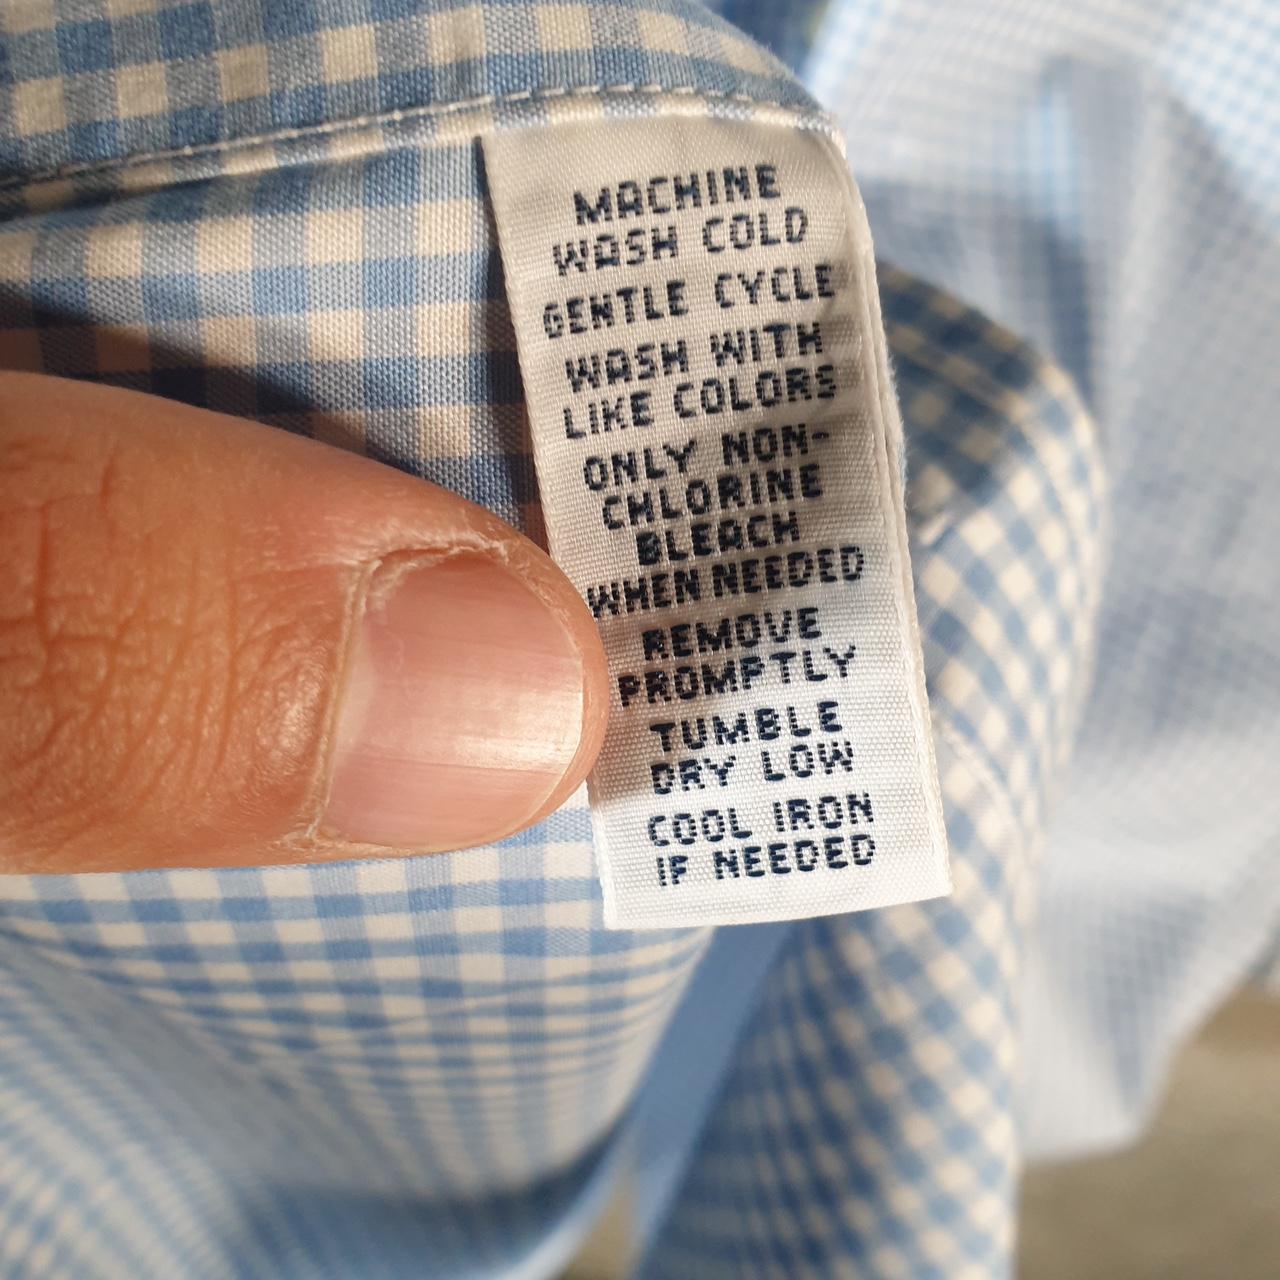 MACHINE
WASH COLD
GENTLE CYCLE
WASH WITH
LIKE COLORS
ONLY NON-
CHLORINE
BLEACH
WHEN NEEDED
REMOVE
PROMPTLY
TUMBLE
DRY LOW
COOL IRON
IF NEEDED